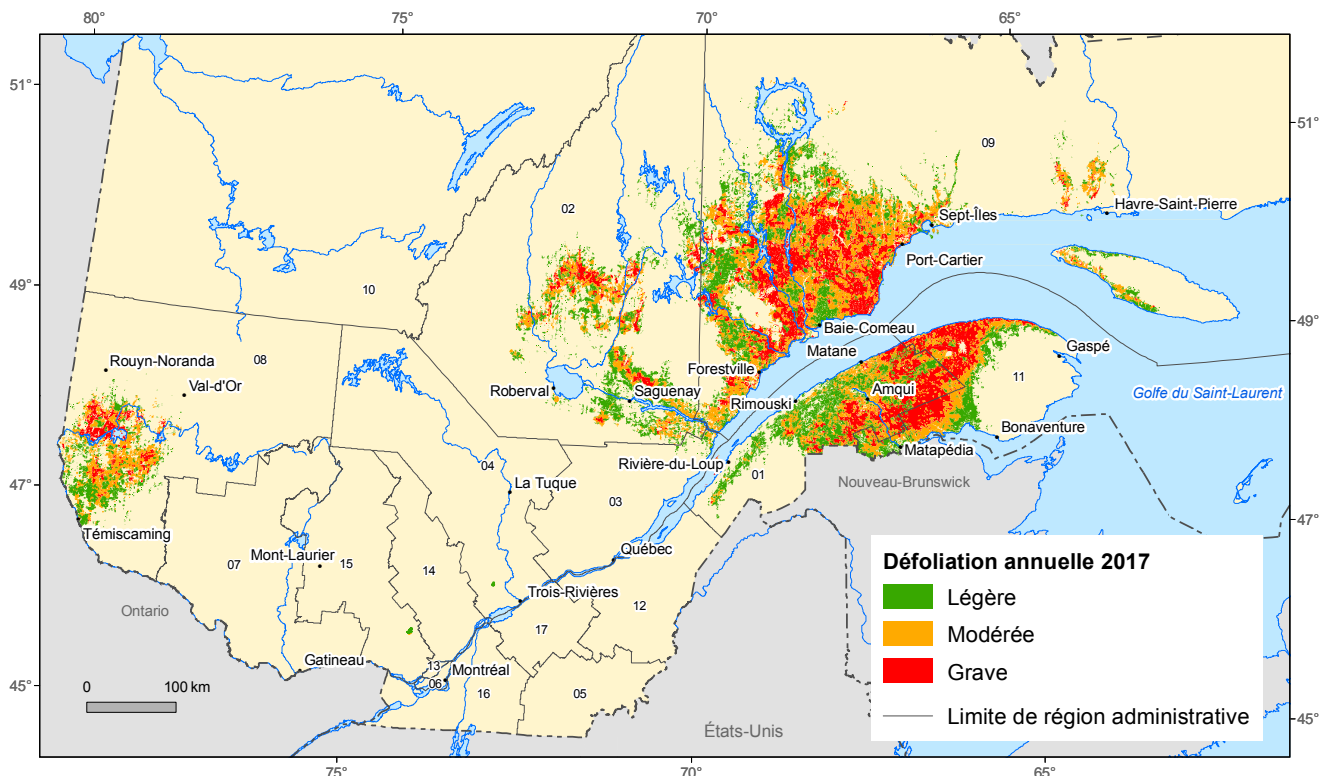 80°
75°
70°
65°
51°
51°
09
Havre-Saint-Pierre
02
Sept-Îles
Port-Cartier
49°
10
49°
Baie-Comeau
Matane
Gaspé
Rouyn-Noranda
08
Val-d'Or
Forestville
Roberval
Saguenay
Amqui
11
Rimouski
Golfe du Saint-Laurent
Bonaventure
Matapédia
Rivière-du-Loup
01
04
47°
La Tuque
03
Nouveau-Brunswick
47°
Témiscaming
Québec
Mont-Laurier
07
15
14
Trois-Rivières
Ontario
12
17
Gatineau
13
Montréal
06
16
05
45°
0
100 km
45°
États-Unis
Défoliation annuelle 2017
Légère
Modérée
Grave
Limite de région administrative
75°
70°
65°